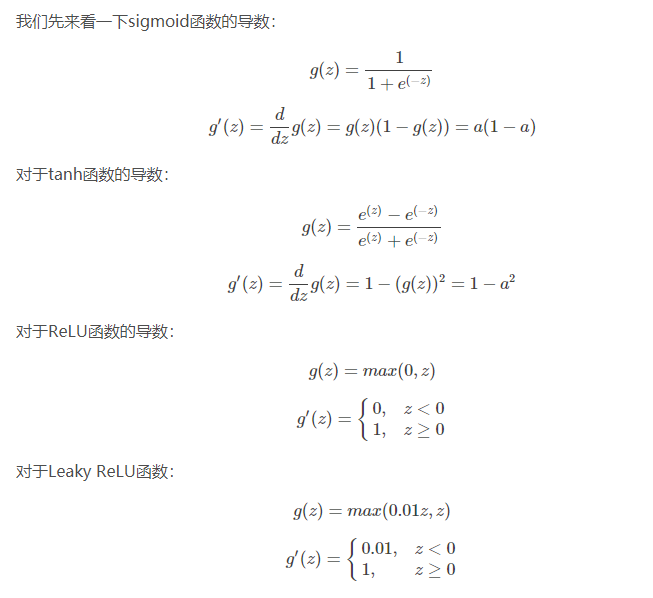 我们先来看一下sigmoid函数的导数：
g(z) = \frac{1}{1 + e^{(-z)}}
g'(z) = \frac{d}{dz} g(z) = g(z)(1 - g(z)) = a(1 - a)
对于tanh函数的导数：
g(z) = \frac{e^{(z)} - e^{(-z)}}{e^{(z)} + e^{(-z)}}
g'(z) = \frac{d}{dz} g(z) = 1 - (g(z))^2 = 1 - a^2
对于ReLU函数的导数：
g(z) = max(0, z)
g'(z) = \begin{cases} 0, & z < 0 \\ 1, & z \geq 0 \end{cases}
对于Leaky ReLU函数：
g(z) = max(0.01z, z)
g'(z) = \begin{cases} 0.01, & z < 0 \\ 1, & z \geq 0 \end{cases}